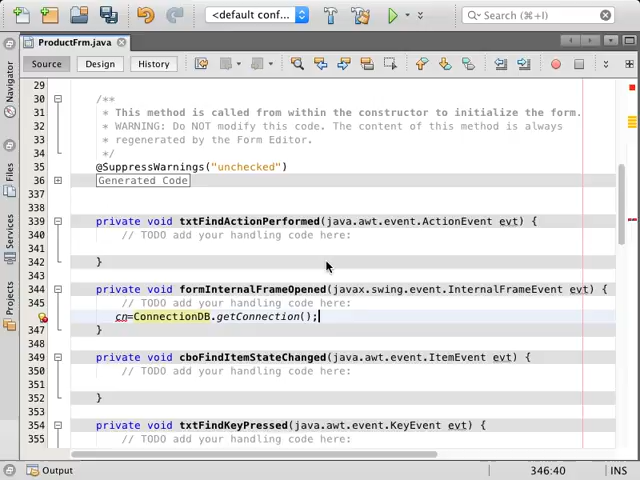 <default conf...
Search (⌘+I)
ProductFrm.java
Source
Design
History
Navigator
Files
Services
Projects
29
30 /**
31 * This method is called from within the constructor to initialize the form.
32 * WARNING: Do NOT modify this code. The content of this method is always
33 * regenerated by the Form Editor.
34 */
35 @SuppressWarnings("unchecked")
36 Generated Code
337
338
339 private void txtFindActionPerformed(java.awt.event.ActionEvent evt) {
340 // TODO add your handling code here:
341
342 }
343
344 private void formInternalFrameOpened(javax.swing.event.InternalFrameEvent evt) {
345 // TODO add your handling code here:
cn=ConnectionDB.getConnection();
347 }
348
349 private void cboFindItemStateChanged(java.awt.event.ItemEvent evt) {
350 // TODO add your handling code here:
351
352 }
353
354 private void txtFindKeyPressed(java.awt.event.KeyEvent evt) {
355 // TODO add your handling code here:
Output
346:40
INS